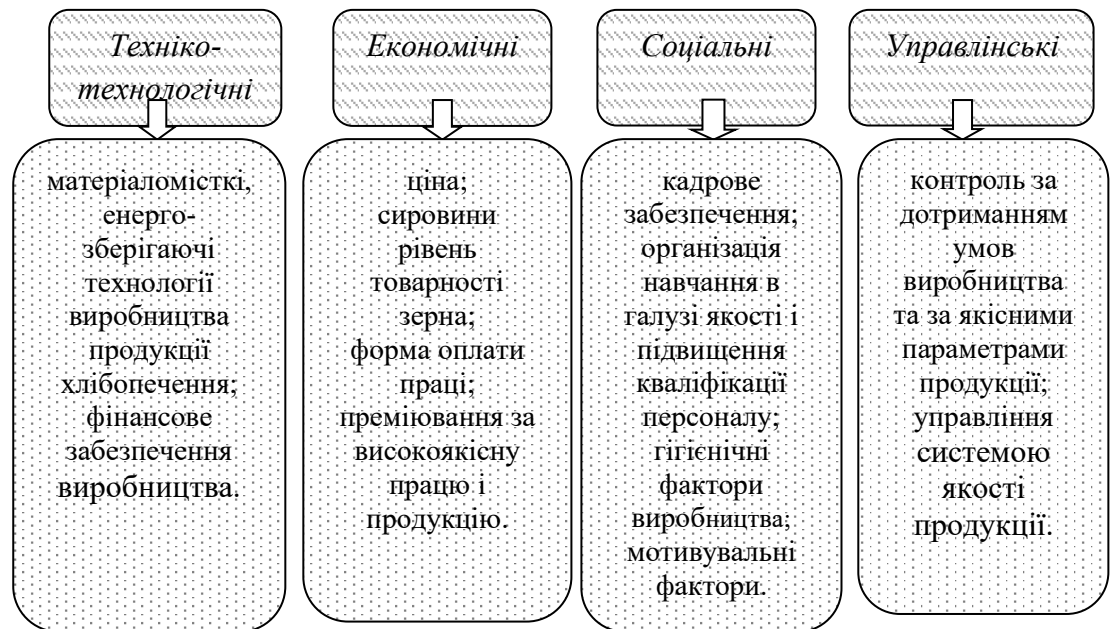 Техніко-
технологічні
Економічні
Соціальні
Управлінські
матеріаломісткі,
енерго-
зберігаючі
технології
виробництва
продукції
хлібопечення;
фінансове
забезпечення
виробництва.
ціна;
сировини
рівень
товарності
зерна;
форма оплати
праці;
преміювання за
високоякісну
працю і
продукцію.
кадрове
забезпечення;
організація
навчання в
галузі якості і
підвищення
кваліфікації
персоналу;
гігієнічні
фактори
виробництва;
мотивувальні
фактори.
контроль за
дотриманням
умов
виробництва
та за якісними
параметрами
продукції;
управління
системою
якості
продукції.